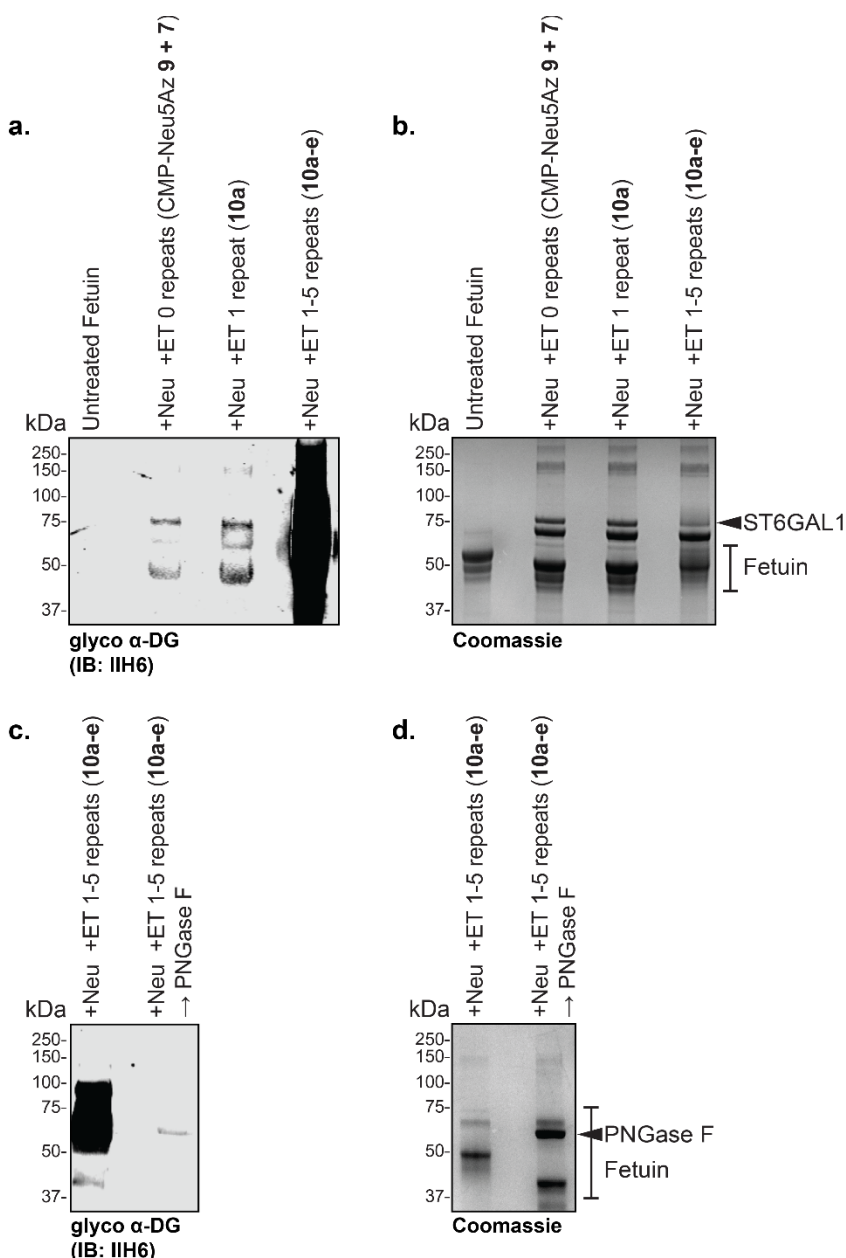 a.
Untreated Fetuin
+Neu +ET 0 repeats (CMP-Neu5Az 9 + 7)
+Neu +ET 1 repeat (10a)
+Neu +ET 1-5 repeats (10a-e)
kDa
250-
150-
100-
75-
50-
37-
glyco α-DG
(IB: IIH6)
b.
Untreated Fetuin
+Neu +ET 0 repeats (CMP-Neu5Az 9 + 7)
+Neu +ET 1 repeat (10a)
+Neu +ET 1-5 repeats (10a-e)
kDa
250-
150-
100-
75-
50-
37-
ST6GAL1
Fetuin
Coomassie
c.
+Neu +ET 1-5 repeats (10a-e)
+Neu +ET 1-5 repeats (10a-e)
→ PNGase F
kDa
250-
150-
100-
75-
50-
37-
glyco α-DG
(IB: IIH6)
d.
+Neu +ET 1-5 repeats (10a-e)
+Neu +ET 1-5 repeats (10a-e)
→ PNGase F
kDa
250-
150-
100-
75-
50-
37-
PNGase F
Fetuin
Coomassie